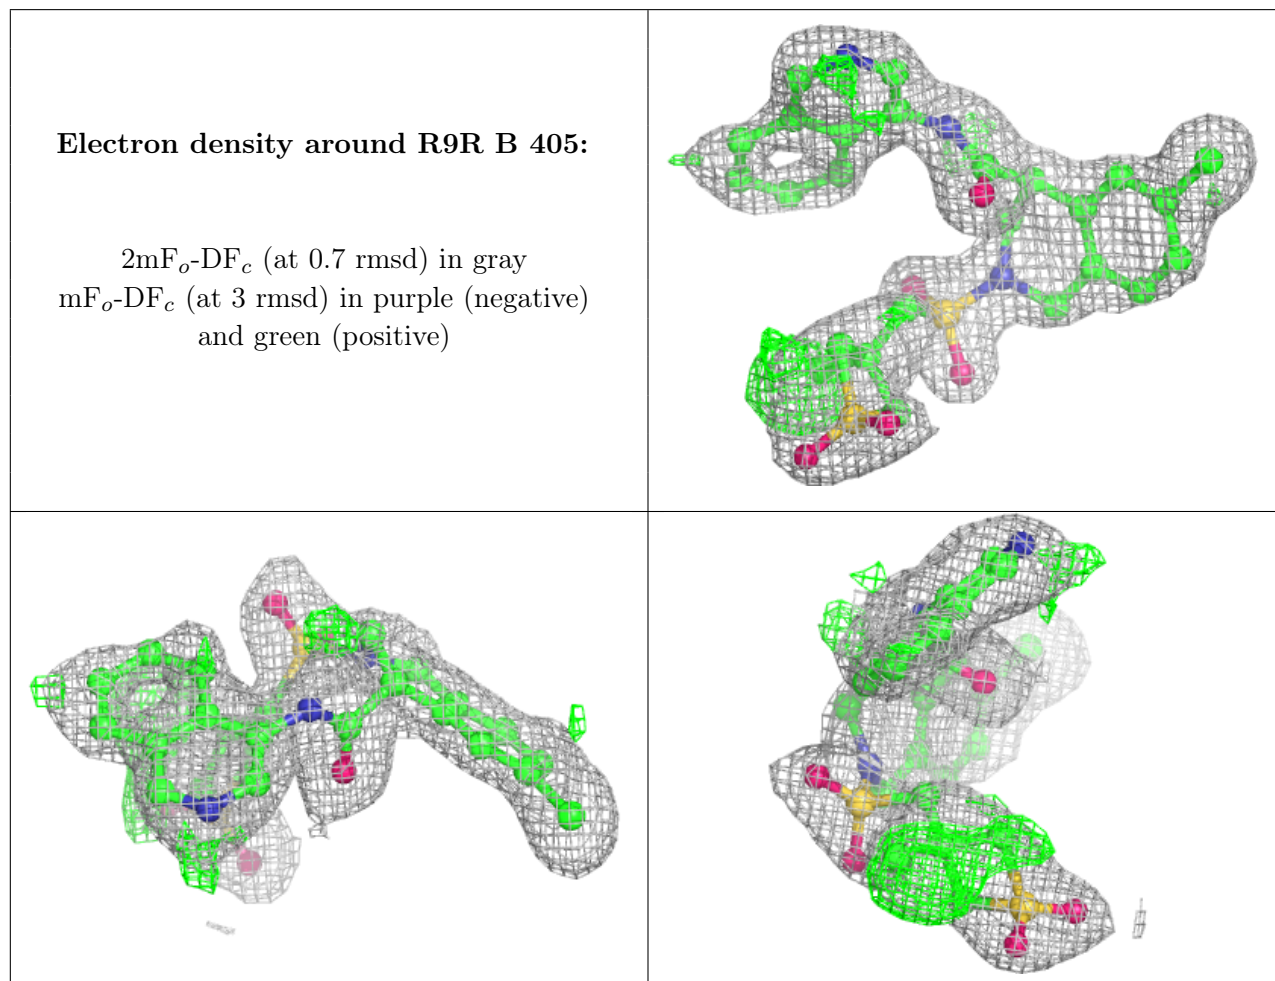 Electron density around R9R B 405:
2mFₒ-DF𝒸 (at 0.7 rmsd) in gray
mFₒ-DF𝒸 (at 3 rmsd) in purple (negative)
and green (positive)